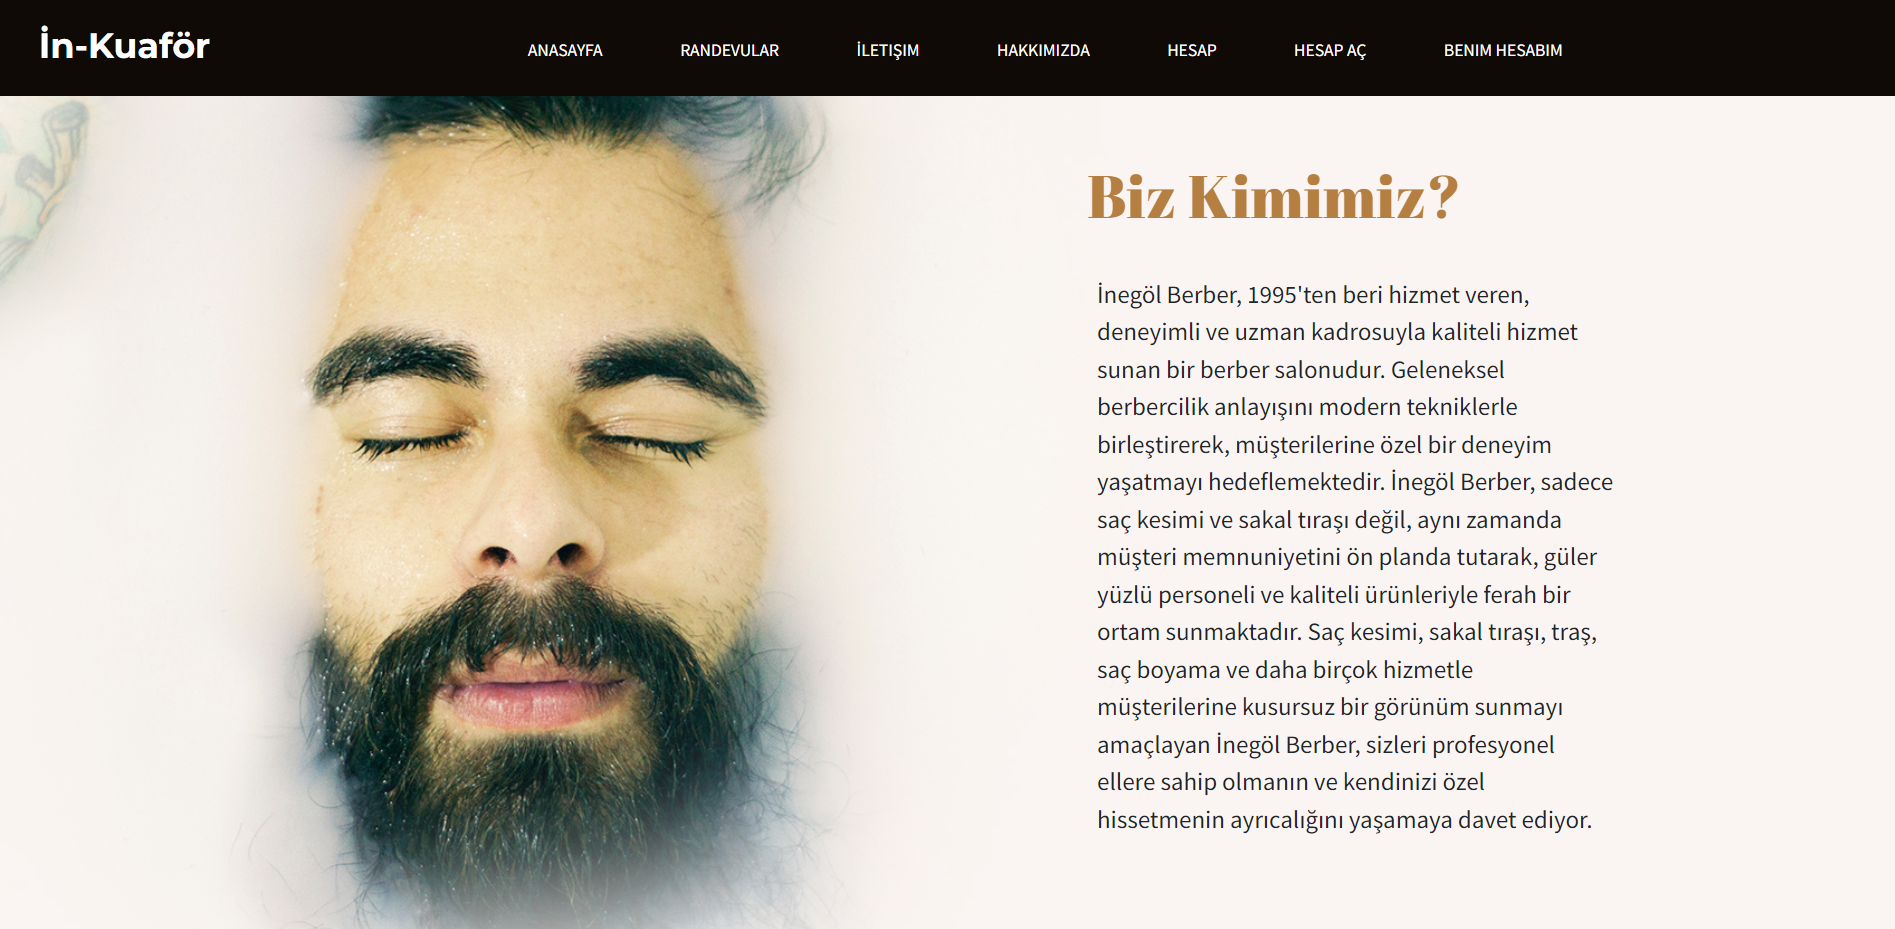 İn-Kuaför
ANASAYFA RANDEVULAR İLETIŞIM HAKKIMIZDA HESAP HESAP AÇ BENIM HESABIM
Biz Kimimiz?
İnegöl Berber, 1995'ten beri hizmet veren,
deneyimli ve uzman kadrosuyla kaliteli hizmet
sunan bir berber salonudur. Geleneksel
berbercilik anlayışını modern tekniklerle
birleştirerek, müşterilerine özel bir deneyim
yaşatmayı hedeflemektedir. İnegöl Berber, sadece
saç kesimi ve sakal tıraşı değil, aynı zamanda
müşteri memnuniyetini ön planda tutarak, güler
yüzlü personeli ve kaliteli ürünleriyle ferah bir
ortam sunmaktadır. Saç kesimi, sakal tıraşı, traş,
saç boyama ve daha birçok hizmetle
müşterilerine kusursuz bir görünüm sunmayı
amaçlayan İnegöl Berber, sizleri profesyonel
ellere sahip olmanın ve kendinizi özel
hissetmenin ayrıcalığını yaşamaya davet ediyor.